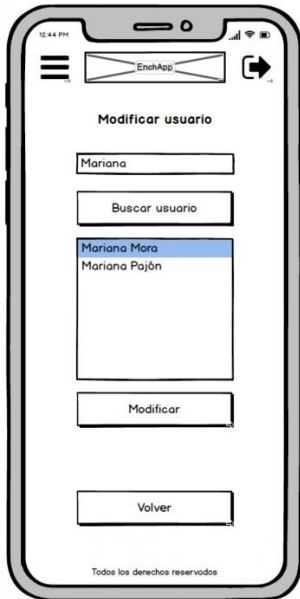 12:44 PM
EnchApp
Modificar usuario
Mariana
Buscar usuario
Mariana Mora
Mariana Pajón
Modificar
Volver
Todos los derechos reservados